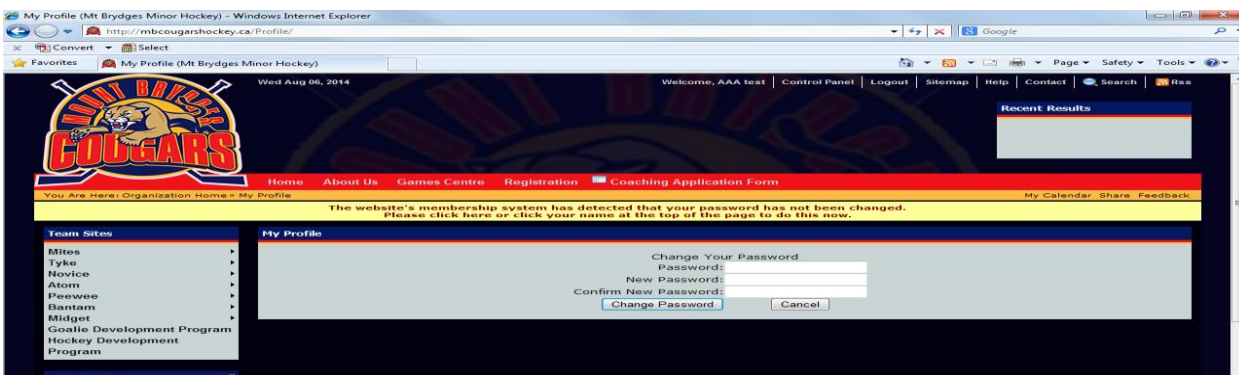 My Profile (Mt Brydges Minor Hockey) - Windows Internet Explorer
http://mbcougarshockey.ca/Profile/
Google
Convert Select
Favorites My Profile (Mt Brydges Minor Hockey) Page Safety Tools
Wed Aug 06, 2014 Welcome, AAA test Control Panel Logout Sitemap Help Contact Search Rss
MOUNT BRYDGES
COUGARS
Recent Results
Home About Us Games Centre Registration Coaching Application Form
You Are Here: Organization Home » My Profile My Calendar Share Feedback
The website's membership system has detected that your password has not been changed.
Please click here or click your name at the top of the page to do this now.
Team Sites
Mites
Tyke
Novice
Atom
Peewee
Bantam
Midget
Goalie Development Program
Hockey Development
Program
My Profile
Change Your Password
Password:
New Password:
Confirm New Password:
Change Password Cancel